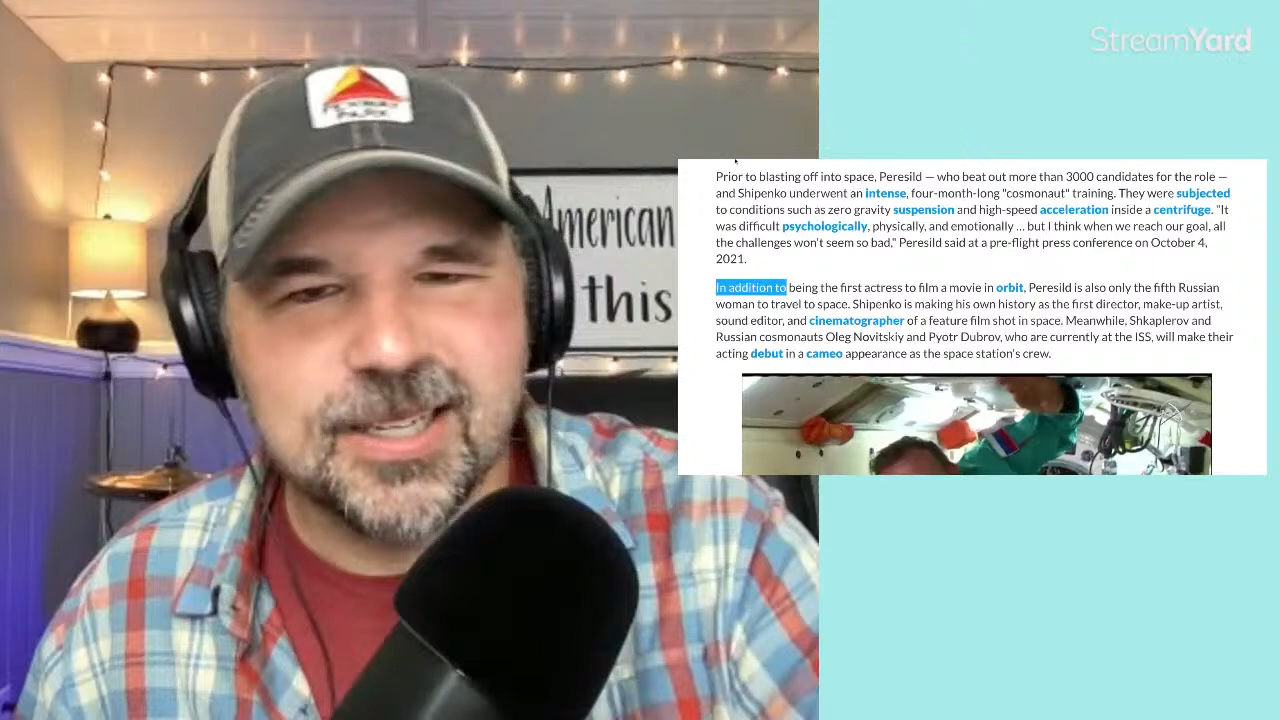 StreamYard
FENWAY
PARK
American
this
Prior to blasting off into space, Peresild — who beat out more than 3000 candidates for the role —
and Shipenko underwent an intense, four-month-long "cosmonaut" training. They were subjected
to conditions such as zero gravity suspension and high-speed acceleration inside a centrifuge. "It
was difficult psychologically, physically, and emotionally ... but I think when we reach our goal, all
the challenges won't seem so bad," Peresild said at a pre-flight press conference on October 4,
2021.
In addition to being the first actress to film a movie in orbit, Peresild is also only the fifth Russian
woman to travel to space. Shipenko is making his own history as the first director, make-up artist,
sound editor, and cinematographer of a feature film shot in space. Meanwhile, Shkaplerov and
Russian cosmonauts Oleg Novitskiy and Pyotr Dubrov, who are currently at the ISS, will make their
acting debut in a cameo appearance as the space station's crew.